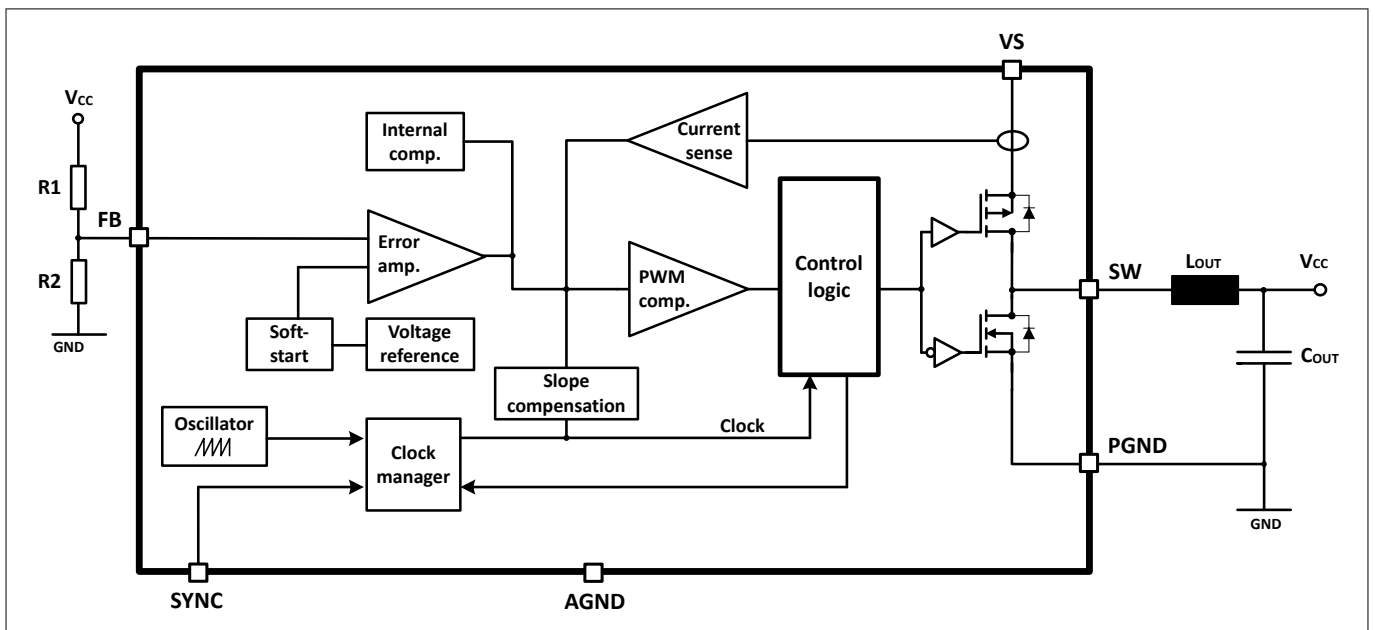 VS
VCC
Internal
comp.
Current
sense
R1
FB
Error
amp.
R2
PWM
comp.
Control
logic
SW
LOUT
VCC
GND
Soft-
start
Voltage
reference
COUT
Slope
compensation
Oscillator
Clock
Clock
manager
PGND
GND
SYNC
AGND